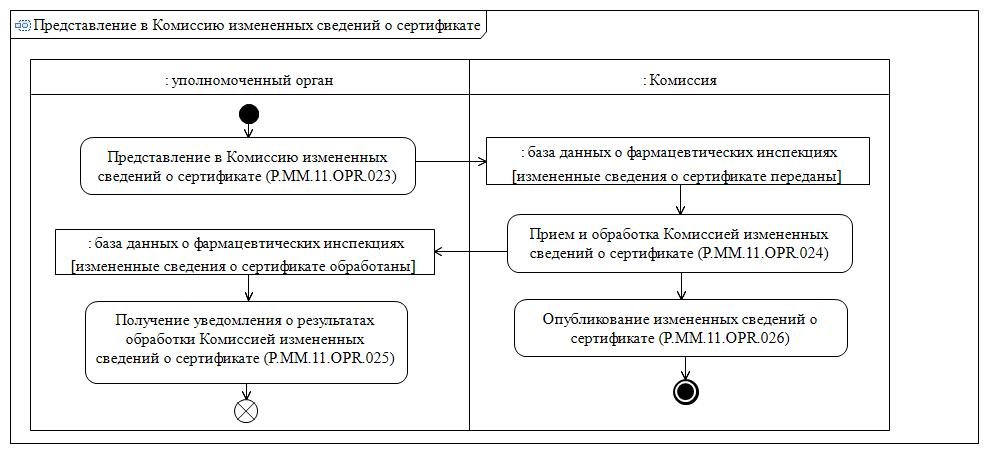 Представление в Комиссию измененных сведений о сертификате
: уполномоченный орган
: Комиссия
Представление в Комиссию измененных
сведений о сертификате (P.MM.11.OPR.023)
: база данных о фармацевтических инспекциях
[измененные сведения о сертификате переданы]
Прием и обработка Комиссией измененных
сведений о сертификате (P.MM.11.OPR.024)
: база данных о фармацевтических инспекциях
[измененные сведения о сертификате обработаны]
Получение уведомления о результатах
обработки Комиссией измененных
сведений о сертификате (P.MM.11.OPR.025)
Опубликование измененных сведений о
сертификате (P.MM.11.OPR.026)